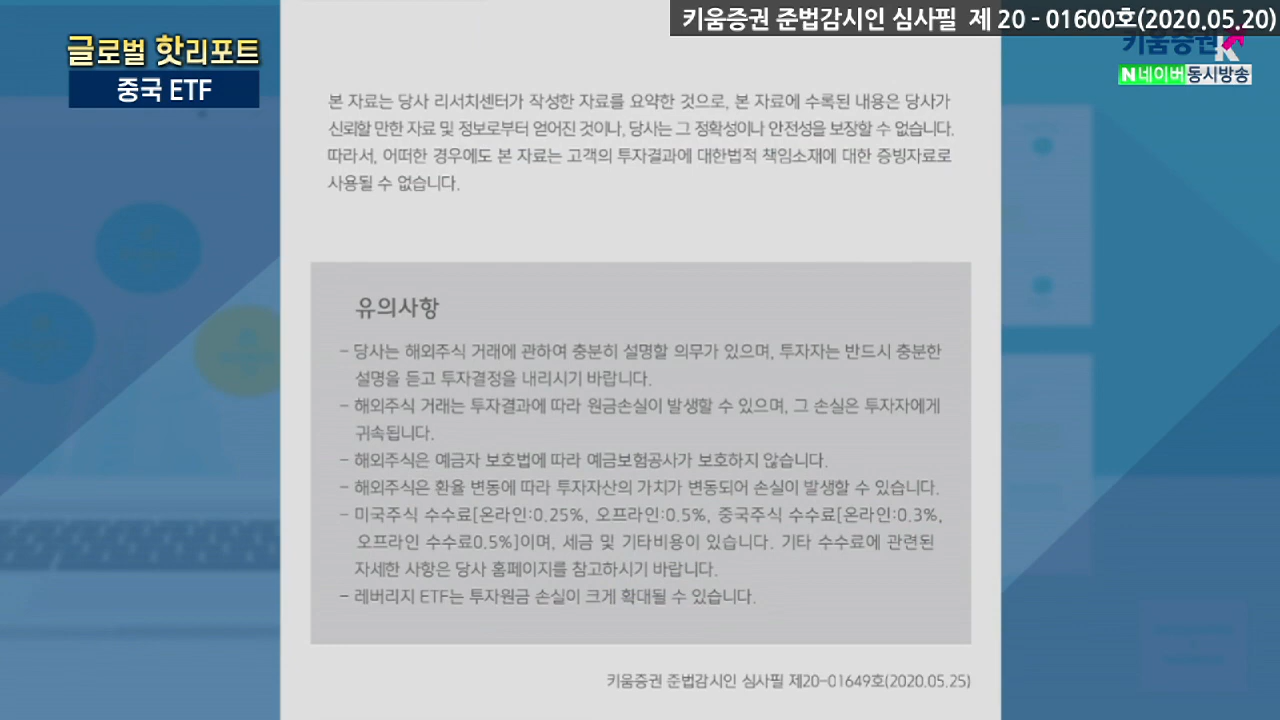 키움증권 준법감시인 심사필 제 20 - 01600호(2020.05.20)
글로벌 핫리포트
중국 ETF
키움증권
N 네이버 동시방송
본 자료는 당사 리서치센터가 작성한 자료를 요약한 것으로, 본 자료에 수록된 내용은 당사가
신뢰할 만한 자료 및 정보로부터 얻어진 것이나, 당사는 그 정확성이나 안전성을 보장할 수 없습니다.
따라서, 어떠한 경우에도 본 자료는 고객의 투자결과에 대한법적 책임소재에 대한 증빙자료로
사용될 수 없습니다.
유의사항
- 당사는 해외주식 거래에 관하여 충분히 설명할 의무가 있으며, 투자자는 반드시 충분한
설명을 듣고 투자결정을 내리시기 바랍니다.
- 해외주식 거래는 투자결과에 따라 원금손실이 발생할 수 있으며, 그 손실은 투자자에게
귀속됩니다.
- 해외주식은 예금자 보호법에 따라 예금보험공사가 보호하지 않습니다.
- 해외주식은 환율 변동에 따라 투자자산의 가치가 변동되어 손실이 발생할 수 있습니다.
- 미국주식 수수료[온라인:0.25%, 오프라인:0.5%, 중국주식 수수료[온라인:0.3%,
오프라인 수수료0.5%]이며, 세금 및 기타비용이 있습니다. 기타 수수료에 관련된
자세한 사항은 당사 홈페이지를 참고하시기 바랍니다.
- 레버리지 ETF는 투자원금 손실이 크게 확대될 수 있습니다.
키움증권 준법감시인 심사필 제20-01649호(2020.05.25)